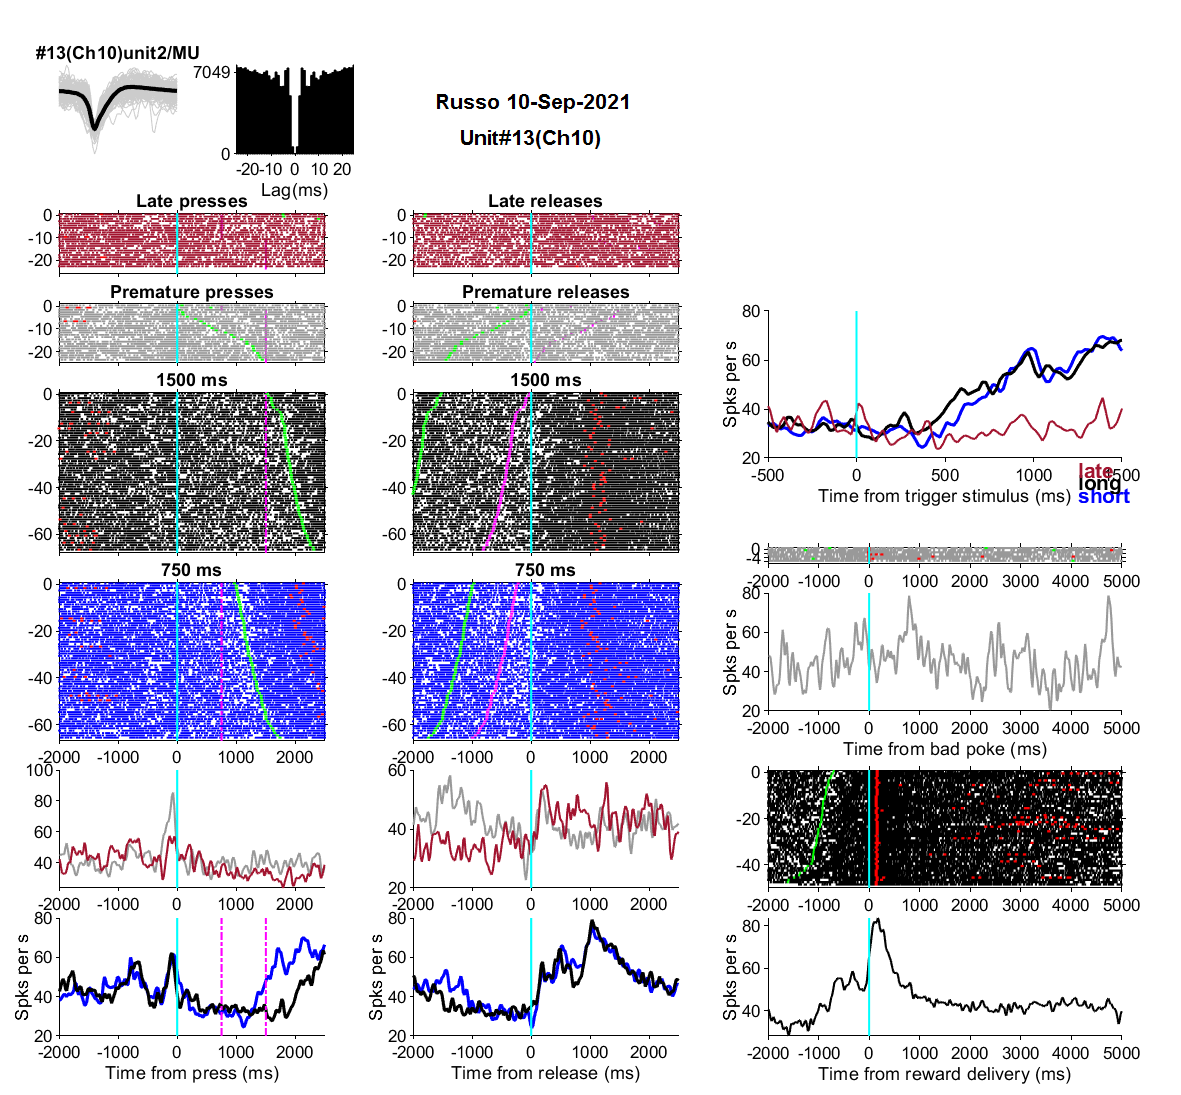 #13(Ch10)unit2/MU
7049
0
-20 -10 0 10 20
Lag(ms)
Russo 10-Sep-2021
Unit#13(Ch10)
Late presses
0
-10
-20
Late releases
0
-10
-20
Premature presses
0
-10
-20
Premature releases
0
-10
-20
1500 ms
0
-20
-40
-60
1500 ms
0
-20
-40
-60
750 ms
0
-20
-40
-60
-2000 -1000 0 1000 2000
750 ms
0
-20
-40
-60
-2000 -1000 0 1000 2000
100
80
60
40
-2000 -1000 0 1000 2000
60
40
20
-2000 -1000 0 1000 2000
Spks per s
80
60
40
20
-2000 -1000 0 1000 2000
Time from press (ms)
Spks per s
80
60
40
20
-2000 -1000 0 1000 2000
Time from release (ms)
Spks per s
80
60
40
20
-500 0 500 1000 1500
Time from trigger stimulus (ms)
late
long
short
0
-4
-2000 -1000 0 1000 2000 3000 4000 5000
Spks per s
80
60
40
20
-2000 -1000 0 1000 2000 3000 4000 5000
Time from bad poke (ms)
0
-20
-40
-2000 -1000 0 1000 2000 3000 4000 5000
Spks per s
80
60
40
-2000 -1000 0 1000 2000 3000 4000 5000
Time from reward delivery (ms)